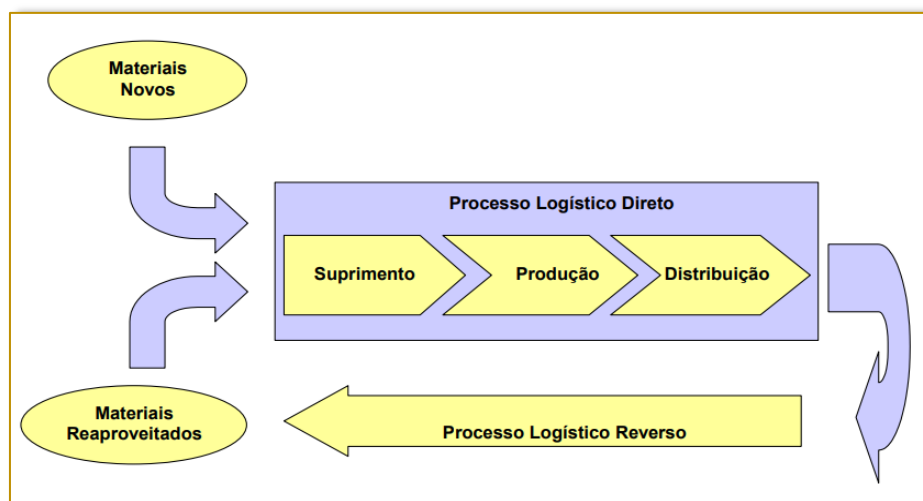 Materiais
Novos
Processo Logístico Direto
Suprimento
Produção
Distribuição
Materiais
Reaproveitados
Processo Logístico Reverso